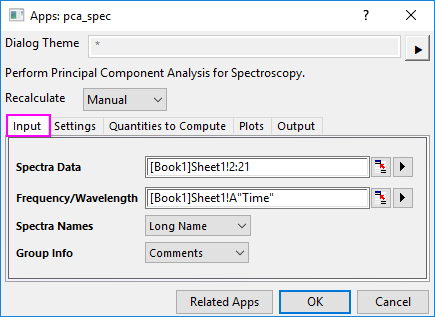 Apps: pca_spec
Dialog Theme *
Perform Principal Component Analysis for Spectroscopy.
Recalculate Manual
Input Settings Quantities to Compute Plots Output
Spectra Data [Book1]Sheet1!2:21
Frequency/Wavelength [Book1]Sheet1!A"Time"
Spectra Names Long Name
Group Info Comments
Related Apps OK Cancel